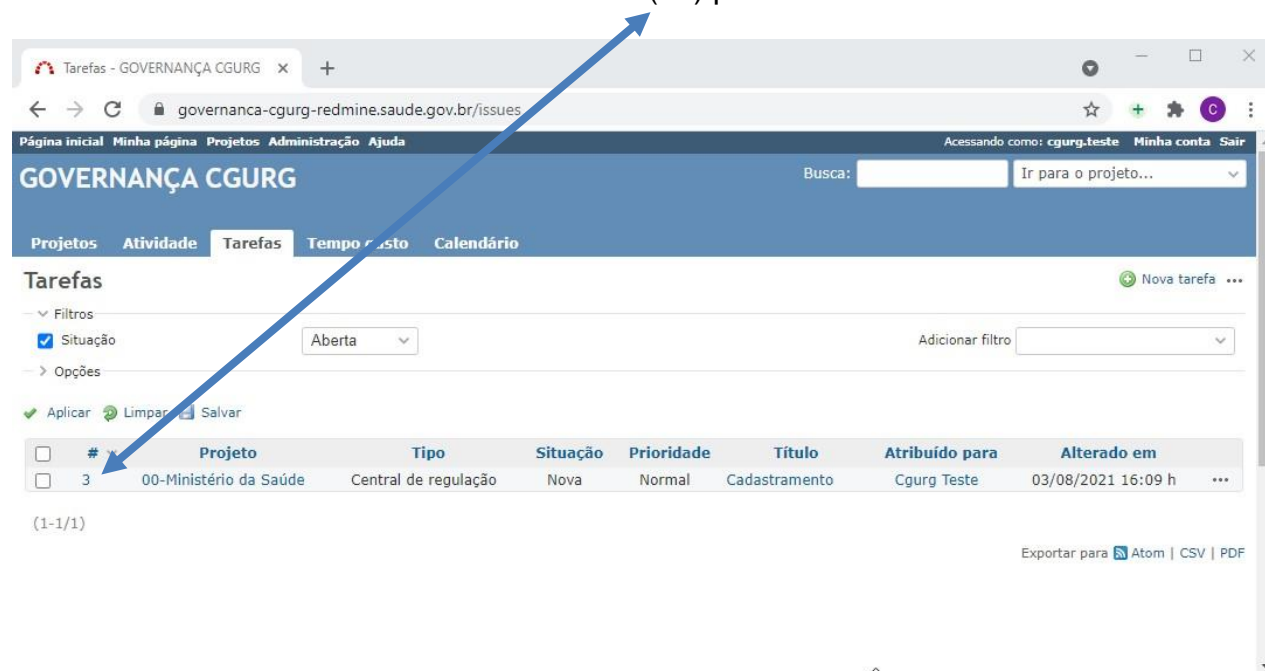 Tarefas - GOVERNANÇA CGURG
governanca-cgurg-redmine.saude.gov.br/issues
C
Página inicial Minha página Projetos Administração Ajuda
Acessando como: cgurg.teste Minha conta Sair
GOVERNANÇA CGURG
Busca:
Ir para o projeto...
Projetos Atividade Tarefas Tempo gasto Calendário
Tarefas
Nova tarefa ...
Filtros
Situação Aberta Adicionar filtro
Opções
Aplicar Limpar Salvar
# Projeto Tipo Situação Prioridade Título Atribuído para Alterado em
3 00-Ministério da Saúde Central de regulação Nova Normal Cadastramento Cgurg Teste 03/08/2021 16:09 h ...
(1-1/1)
Exportar para Atom | CSV | PDF